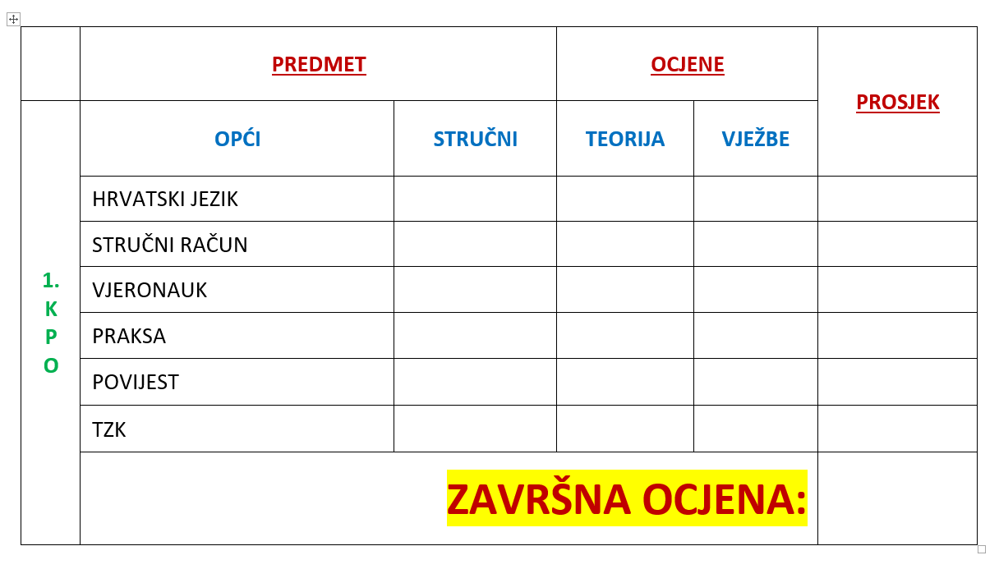 PREDMET
OCJENE
PROSJEK
OPĆI
STRUČNI
TEORIJA
VJEŽBE
1.
K
P
O
HRVATSKI JEZIK
STRUČNI RAČUN
VJERONAUK
PRAKSA
POVIJEST
TZK
ZAVRŠNA OCJENA: